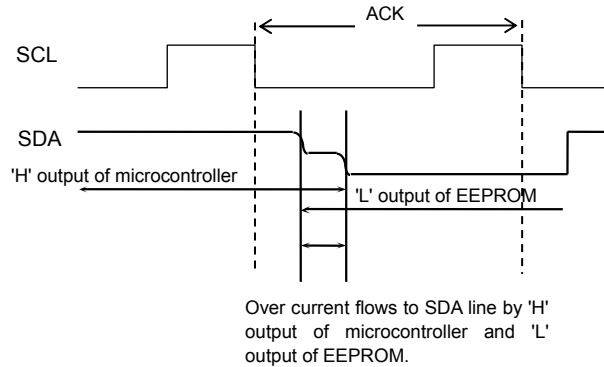 ACK
SCL
SDA
'H' output of microcontroller
'L' output of EEPROM
Over current flows to SDA line by 'H'
output of microcontroller and 'L'
output of EEPROM.